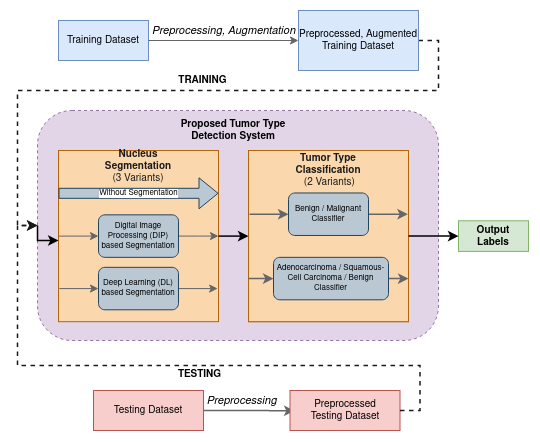 Training Dataset
Preprocessing, Augmentation
Preprocessed, Augmented
Training Dataset
TRAINING
Proposed Tumor Type
Detection System
Nucleus
Segmentation
(3 Variants)
Without Segmentation
Digital Image
Processing (DIP)
based Segmentation
Deep Learning (DL)
based Segmentation
Tumor Type
Classification
(2 Variants)
Benign / Malignant
Classifier
Adenocarcinoma / Squamous-
Cell Carcinoma / Benign
Classifier
Output
Labels
TESTING
Testing Dataset
Preprocessing
Preprocessed
Testing Dataset